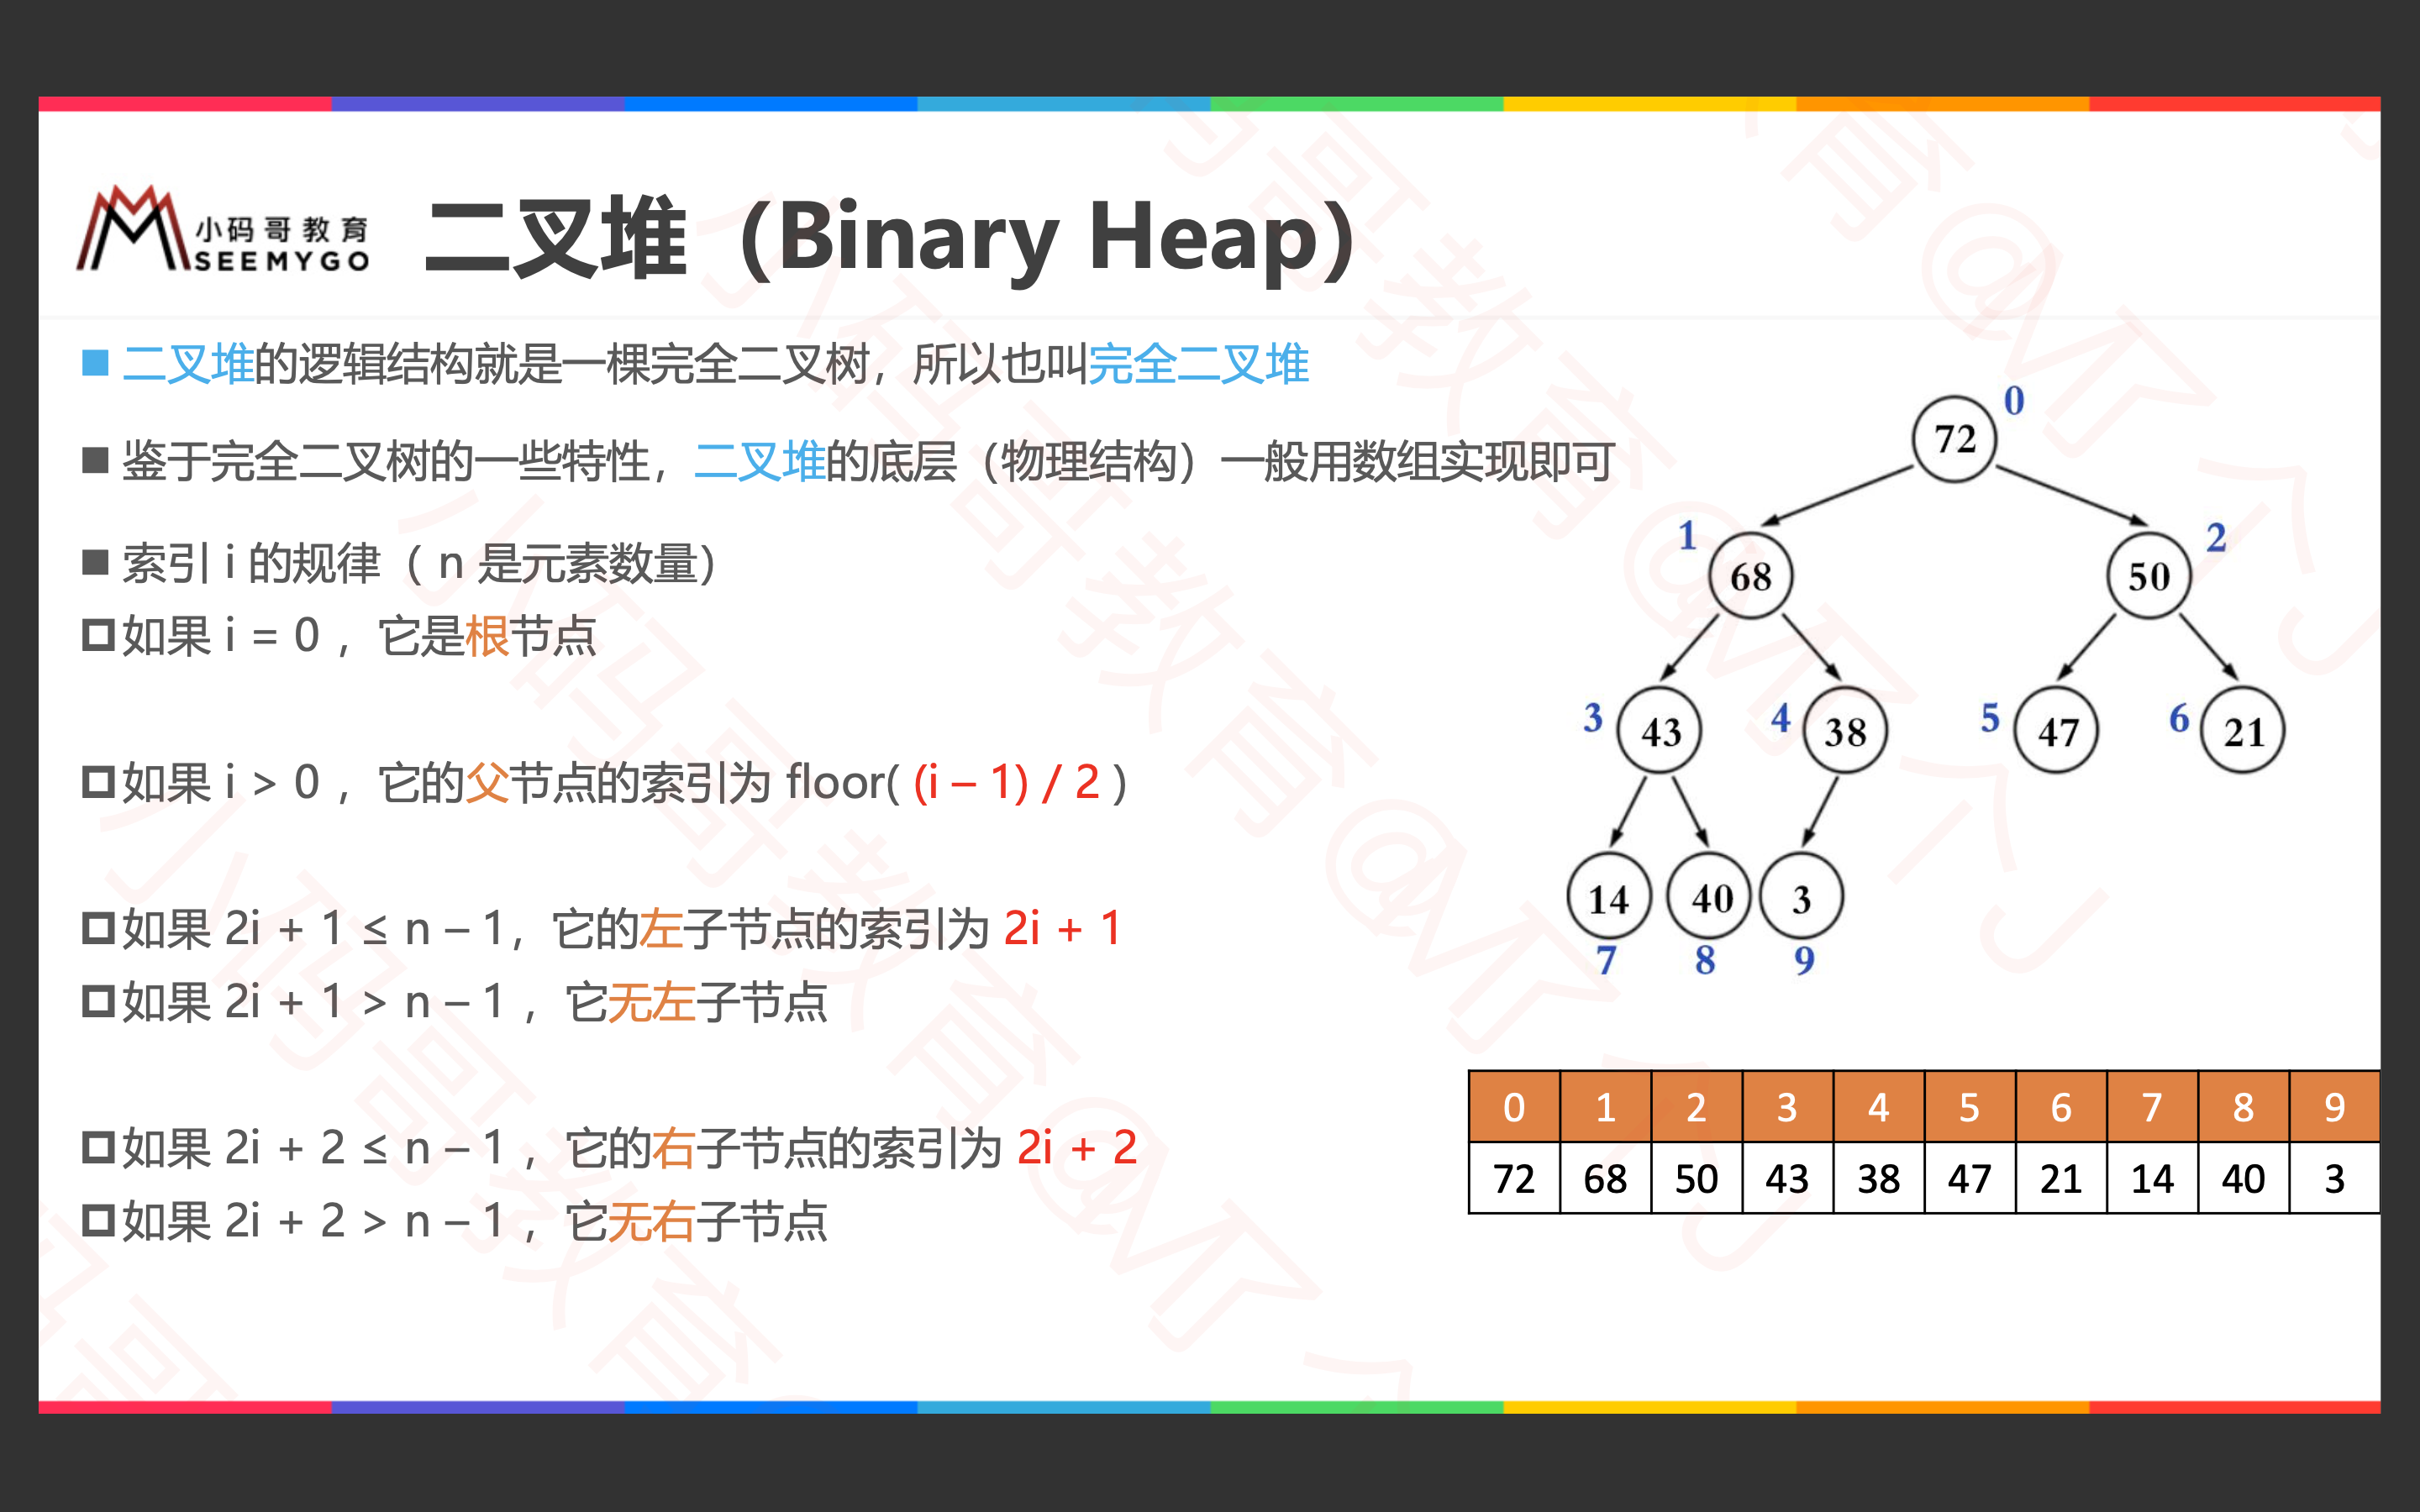 小码哥教育
SEEMYGO
二叉堆（Binary Heap）
二叉堆的逻辑结构就是一棵完全二叉树，所以也叫完全二叉堆
鉴于完全二叉树的一些特性，二叉堆的底层（物理结构）一般用数组实现即可
索引 i 的规律（ n 是元素数量）
如果 i = 0 ，它是根节点
如果 i > 0 ，它的父节点的索引为 floor( (i – 1) / 2 )
如果 2i + 1 ≤ n – 1，它的左子节点的索引为 2i + 1
如果 2i + 1 > n – 1 ，它无左子节点
如果 2i + 2 ≤ n – 1 ，它的右子节点的索引为 2i + 2
如果 2i + 2 > n – 1 ，它无右子节点
72 0
1 68 50 2
3 43 4 38 5 47 6 21
14 40 3
7 8 9
0 1 2 3 4 5 6 7 8 9
72 68 50 43 38 47 21 14 40 3